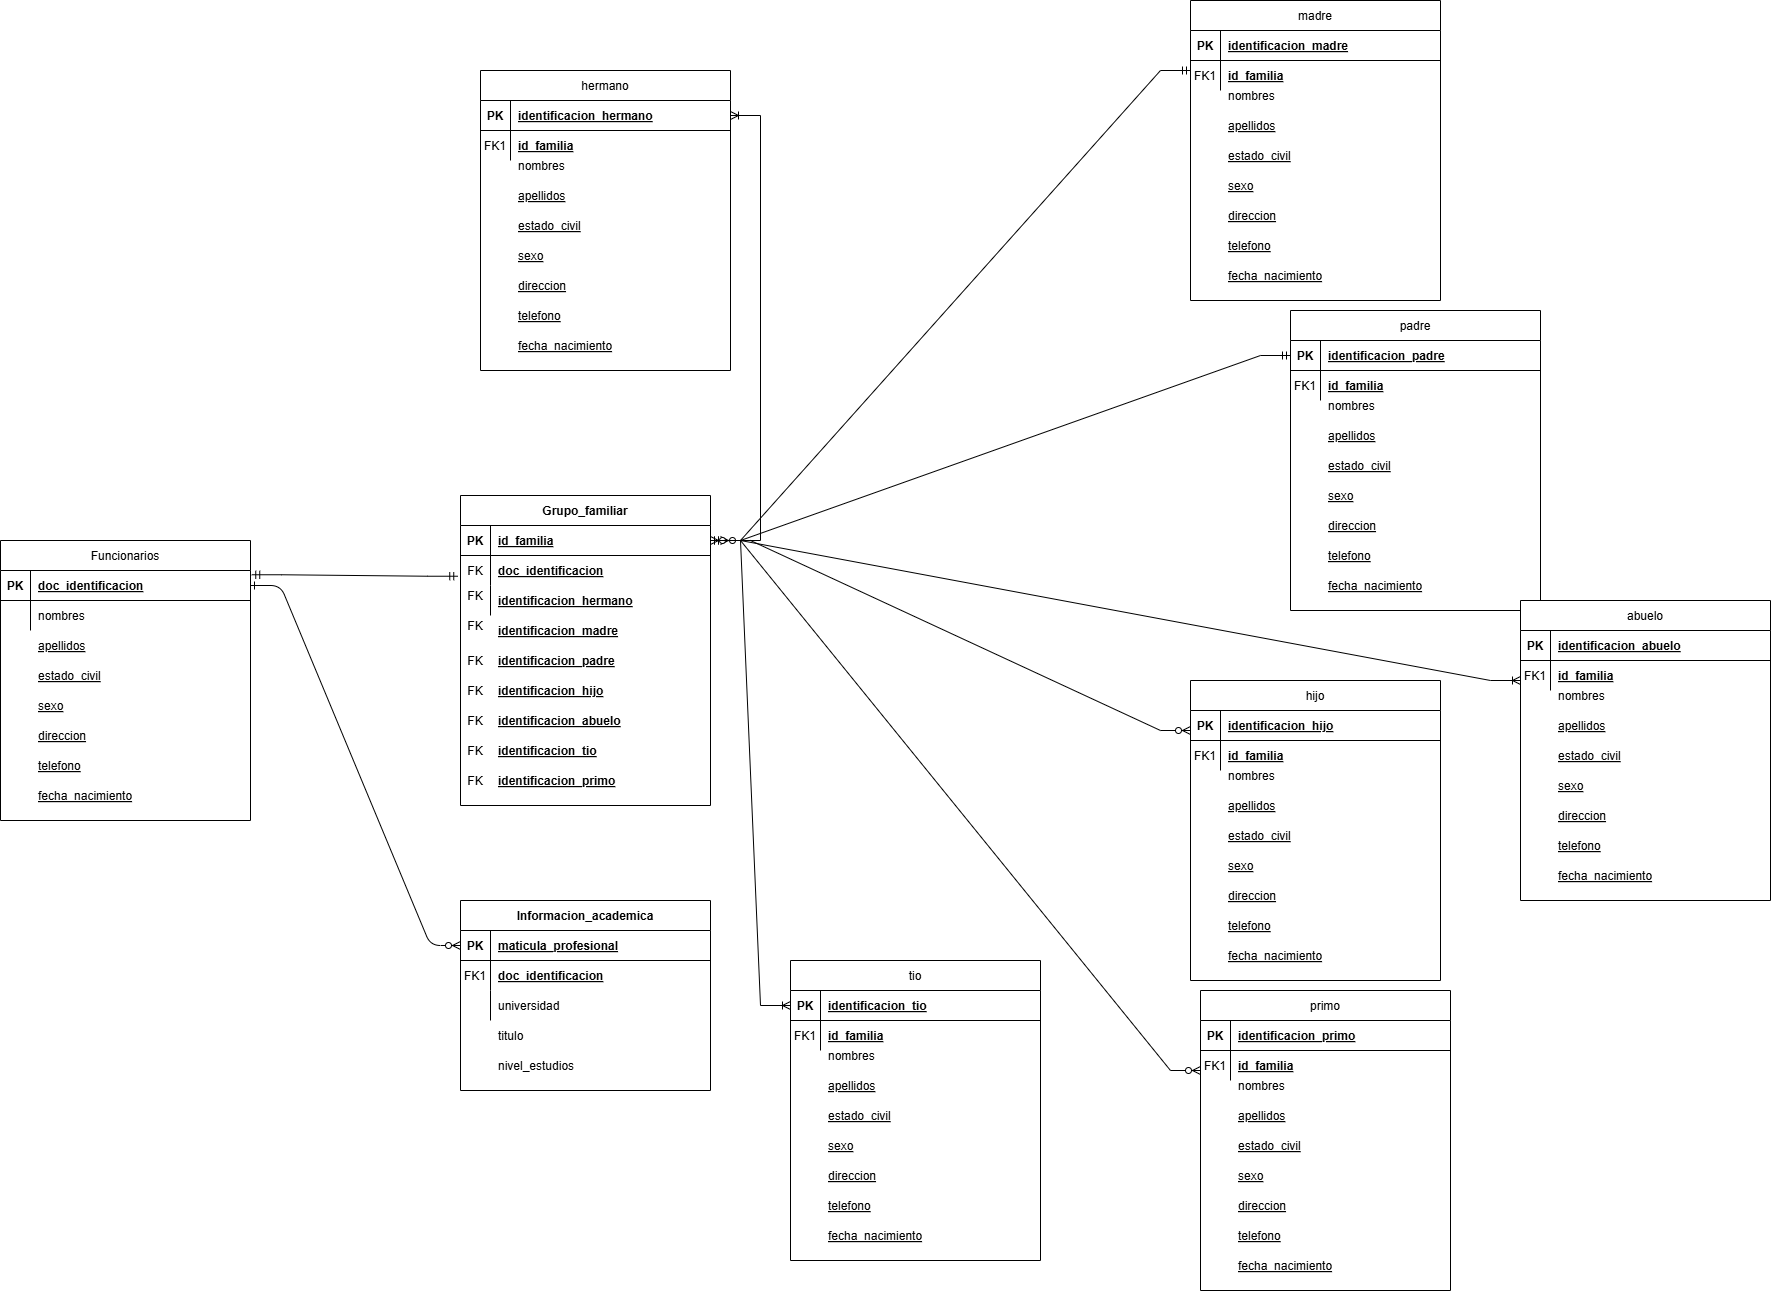 madre
PK identificacion_madre
FK1 id_familia
nombres
apellidos
estado_civil
sexo
direccion
telefono
fecha_nacimiento
hermano
PK identificacion_hermano
FK1 id_familia
nombres
apellidos
estado_civil
sexo
direccion
telefono
fecha_nacimiento
padre
PK identificacion_padre
FK1 id_familia
nombres
apellidos
estado_civil
sexo
direccion
telefono
fecha_nacimiento
Grupo_familiar
PK id_familia
FK doc_identificacion
FK identificacion_hermano
FK identificacion_madre
FK identificacion_padre
FK identificacion_hijo
FK identificacion_abuelo
FK identificacion_tio
FK identificacion_primo
Funcionarios
PK doc_identificacion
nombres
apellidos
estado_civil
sexo
direccion
telefono
fecha_nacimiento
abuelo
PK identificacion_abuelo
FK1 id_familia
nombres
apellidos
estado_civil
sexo
direccion
telefono
fecha_nacimiento
hijo
PK identificacion_hijo
FK1 id_familia
nombres
apellidos
estado_civil
sexo
direccion
telefono
fecha_nacimiento
Informacion_academica
PK maticula_profesional
FK1 doc_identificacion
universidad
titulo
nivel_estudios
tio
PK identificacion_tio
FK1 id_familia
nombres
apellidos
estado_civil
sexo
direccion
telefono
fecha_nacimiento
primo
PK identificacion_primo
FK1 id_familia
nombres
apellidos
estado_civil
sexo
direccion
telefono
fecha_nacimiento